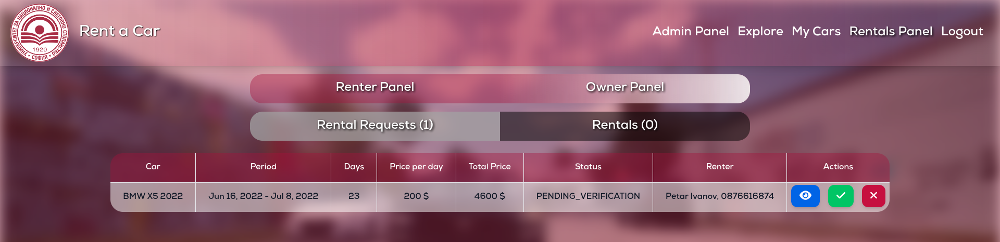 УНИВЕРСИТЕТ ЗА НАЦИОНАЛНО И СВЕТОВНО СТОПАНСТВО
1920
* СОФИЯ *
Rent a Car
Admin Panel Explore My Cars Rentals Panel Logout
Renter Panel Owner Panel
Rental Requests (1) Rentals (0)
Car Period Days Price per day Total Price Status Renter Actions
BMW X5 2022 Jun 16, 2022 - Jul 8, 2022 23 200 $ 4600 $ PENDING_VERIFICATION Petar Ivanov, 0876616874